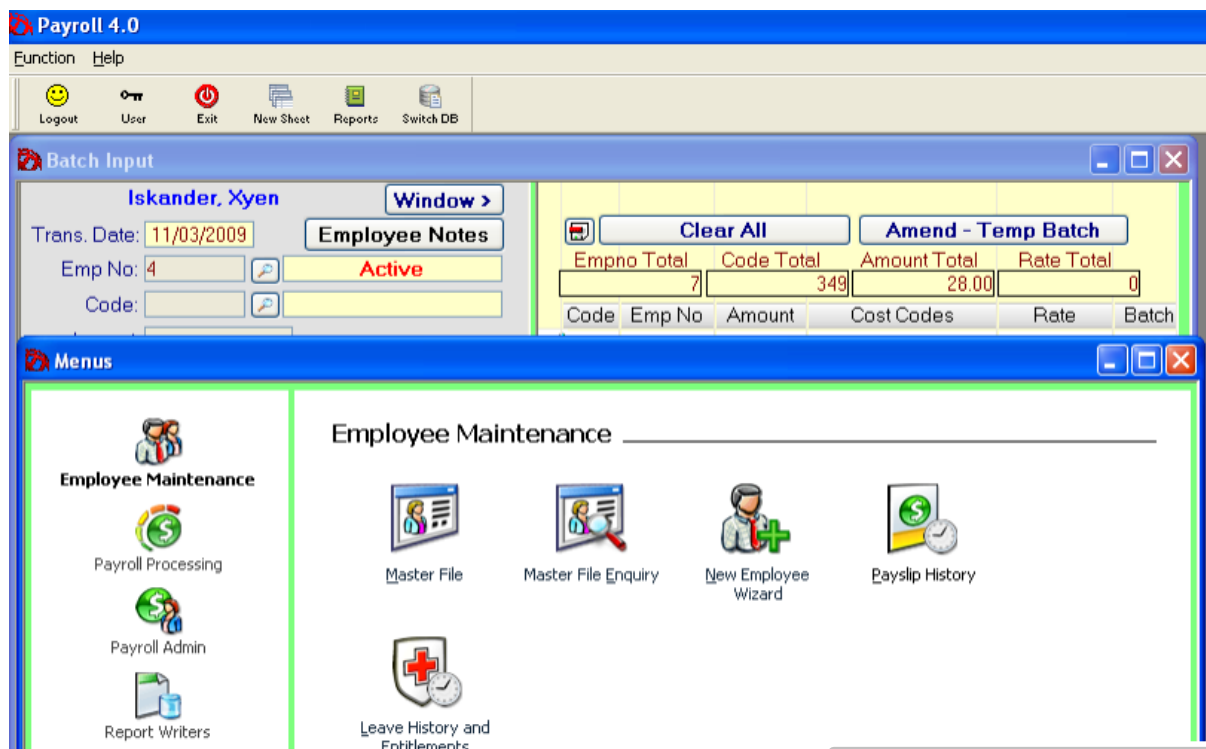 Payroll 4.0
Function Help
Logout User Exit New Sheet Reports Switch DB
Batch Input
Iskander, Xyen Window >
Trans. Date: 11/03/2009 Employee Notes
Emp No: 4 Active
Code:
Clear All Amend - Temp Batch
Empno Total Code Total Amount Total Rate Total
7 349 28.00 0
Code Emp No Amount Cost Codes Rate Batch
Menus
Employee Maintenance
Payroll Processing
Payroll Admin
Report Writers
Employee Maintenance
Master File Master File Enquiry New Employee Payslip History
Wizard
Leave History and
Entitlements